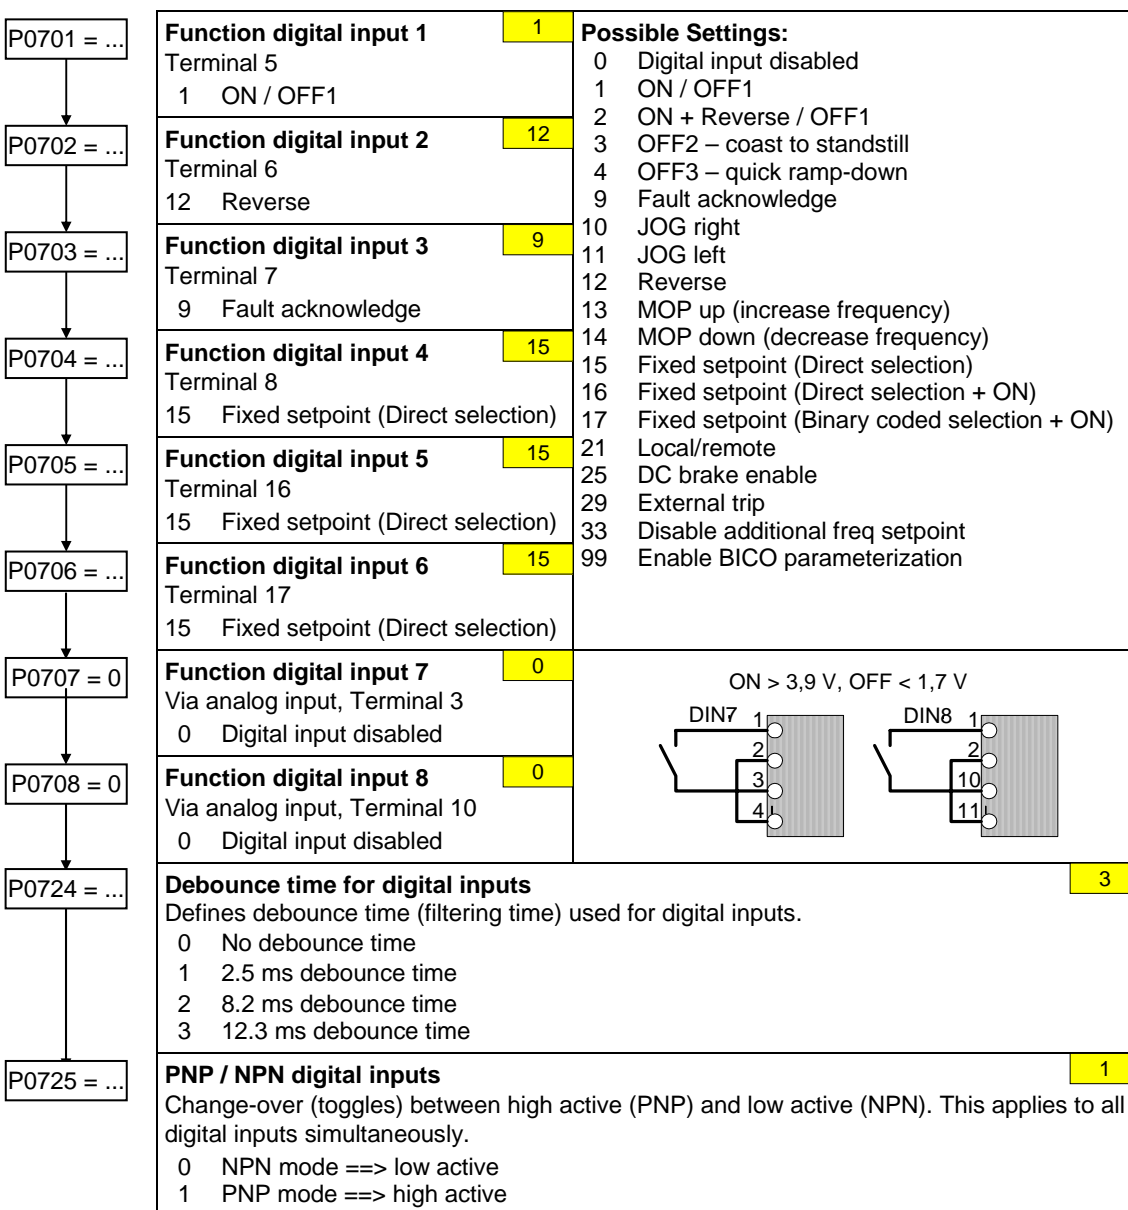 P0701 = ...
Function digital input 1
1
Terminal 5
1 ON / OFF1
P0702 = ...
Function digital input 2
12
Terminal 6
12 Reverse
P0703 = ...
Function digital input 3
9
Terminal 7
9 Fault acknowledge
P0704 = ...
Function digital input 4
15
Terminal 8
15 Fixed setpoint (Direct selection)
P0705 = ...
Function digital input 5
15
Terminal 16
15 Fixed setpoint (Direct selection)
P0706 = ...
Function digital input 6
15
Terminal 17
15 Fixed setpoint (Direct selection)
Possible Settings:
0 Digital input disabled
1 ON / OFF1
2 ON + Reverse / OFF1
3 OFF2 – coast to standstill
4 OFF3 – quick ramp-down
9 Fault acknowledge
10 JOG right
11 JOG left
12 Reverse
13 MOP up (increase frequency)
14 MOP down (decrease frequency)
15 Fixed setpoint (Direct selection)
16 Fixed setpoint (Direct selection + ON)
17 Fixed setpoint (Binary coded selection + ON)
21 Local/remote
25 DC brake enable
29 External trip
33 Disable additional freq setpoint
99 Enable BICO parameterization
P0707 = 0
Function digital input 7
0
Via analog input, Terminal 3
0 Digital input disabled
P0708 = 0
Function digital input 8
0
Via analog input, Terminal 10
0 Digital input disabled
ON > 3,9 V, OFF < 1,7 V
DIN7 1
2
3
4
DIN8 1
2
10
11
P0724 = ...
Debounce time for digital inputs
3
Defines debounce time (filtering time) used for digital inputs.
0 No debounce time
1 2.5 ms debounce time
2 8.2 ms debounce time
3 12.3 ms debounce time
P0725 = ...
PNP / NPN digital inputs
1
Change-over (toggles) between high active (PNP) and low active (NPN). This applies to all
digital inputs simultaneously.
0 NPN mode ==> low active
1 PNP mode ==> high active